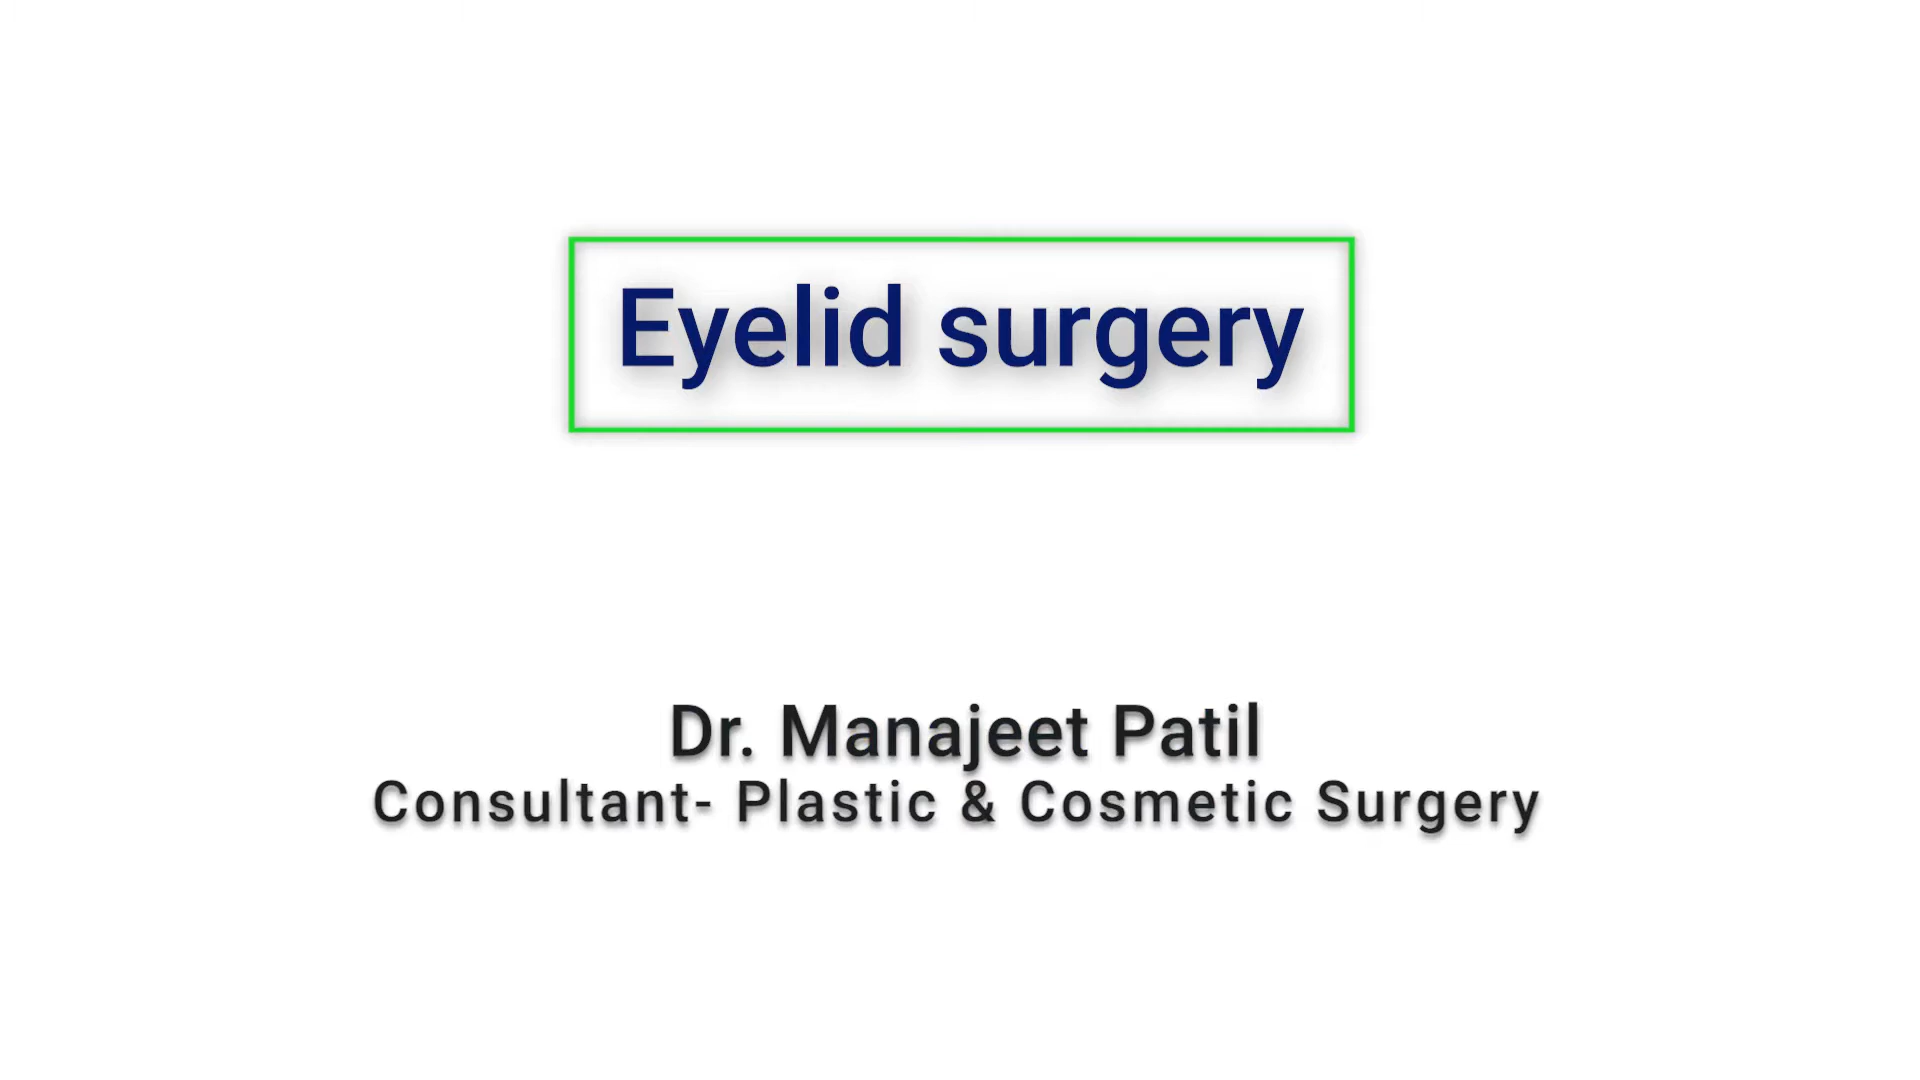 Eyelid surgery
Dr. Manajeet Patil
Consultant- Plastic & Cosmetic Surgery